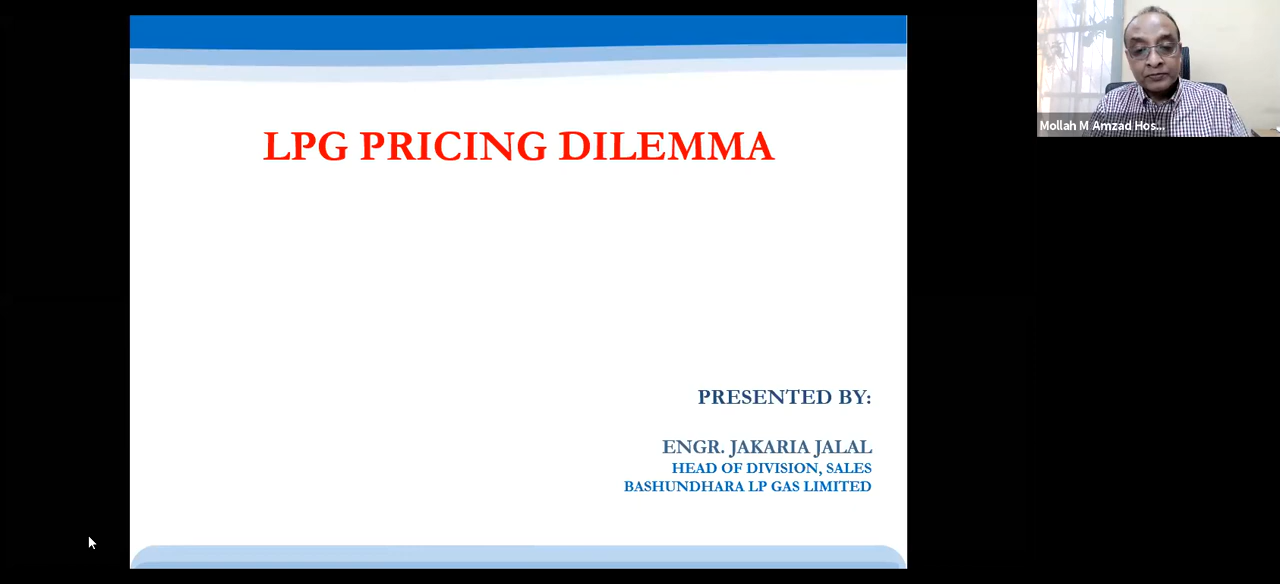 LPG PRICING DILEMMA
Mollah M Amzad Hos...
PRESENTED BY:
ENGR. JAKARIA JALAL
HEAD OF DIVISION, SALES
BASHUNDHARA LP GAS LIMITED